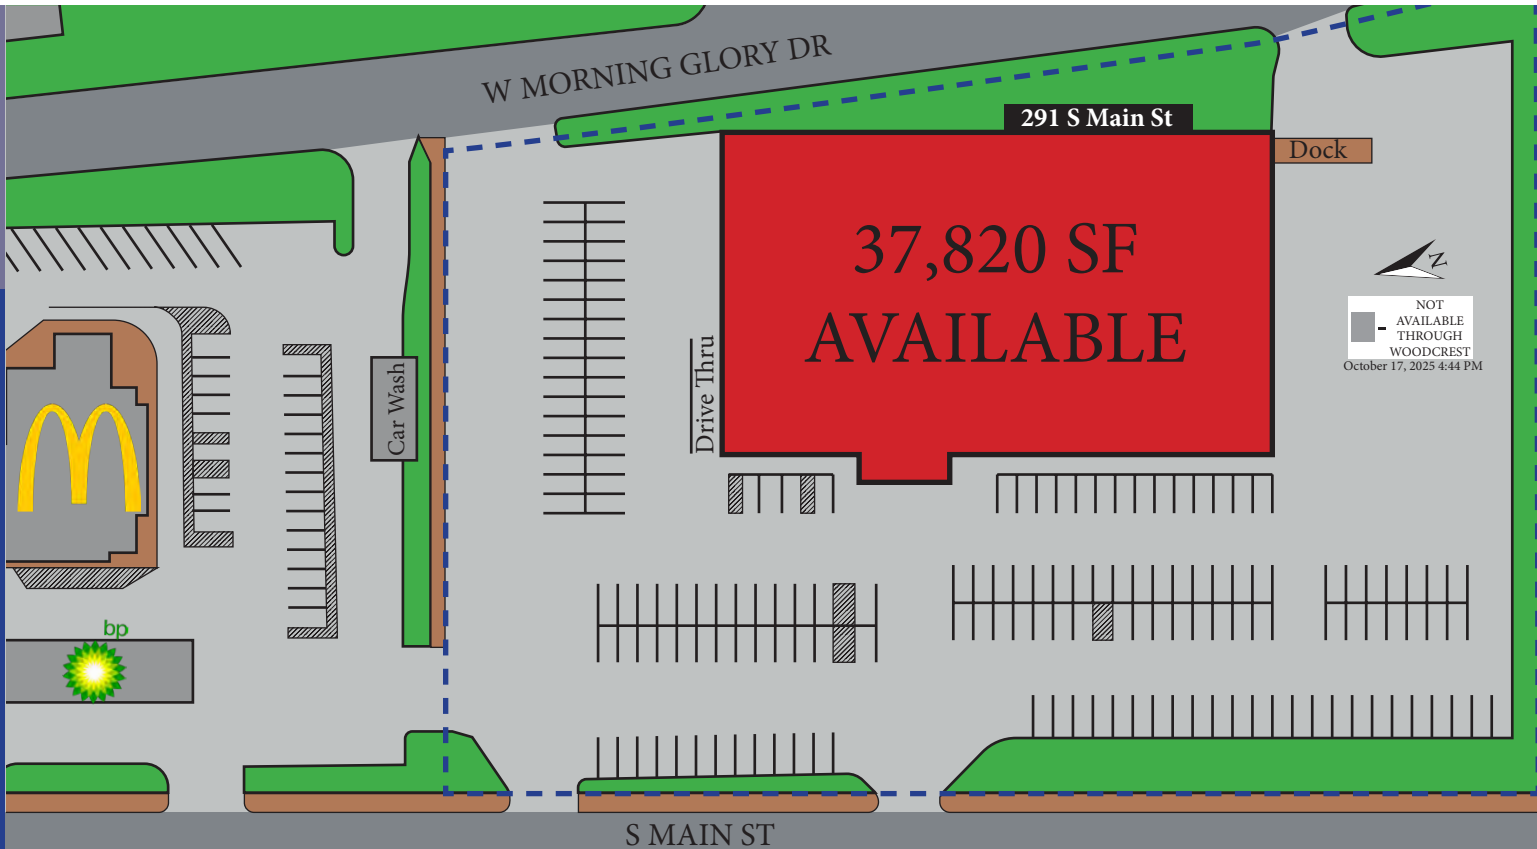 W MORNING GLORY DR
291 S Main St
Dock
37,820 SF
AVAILABLE
N
NOT
AVAILABLE
THROUGH
WOODCREST
October 17, 2025 4:44 PM
Drive Thru
Car Wash
bp
S MAIN ST